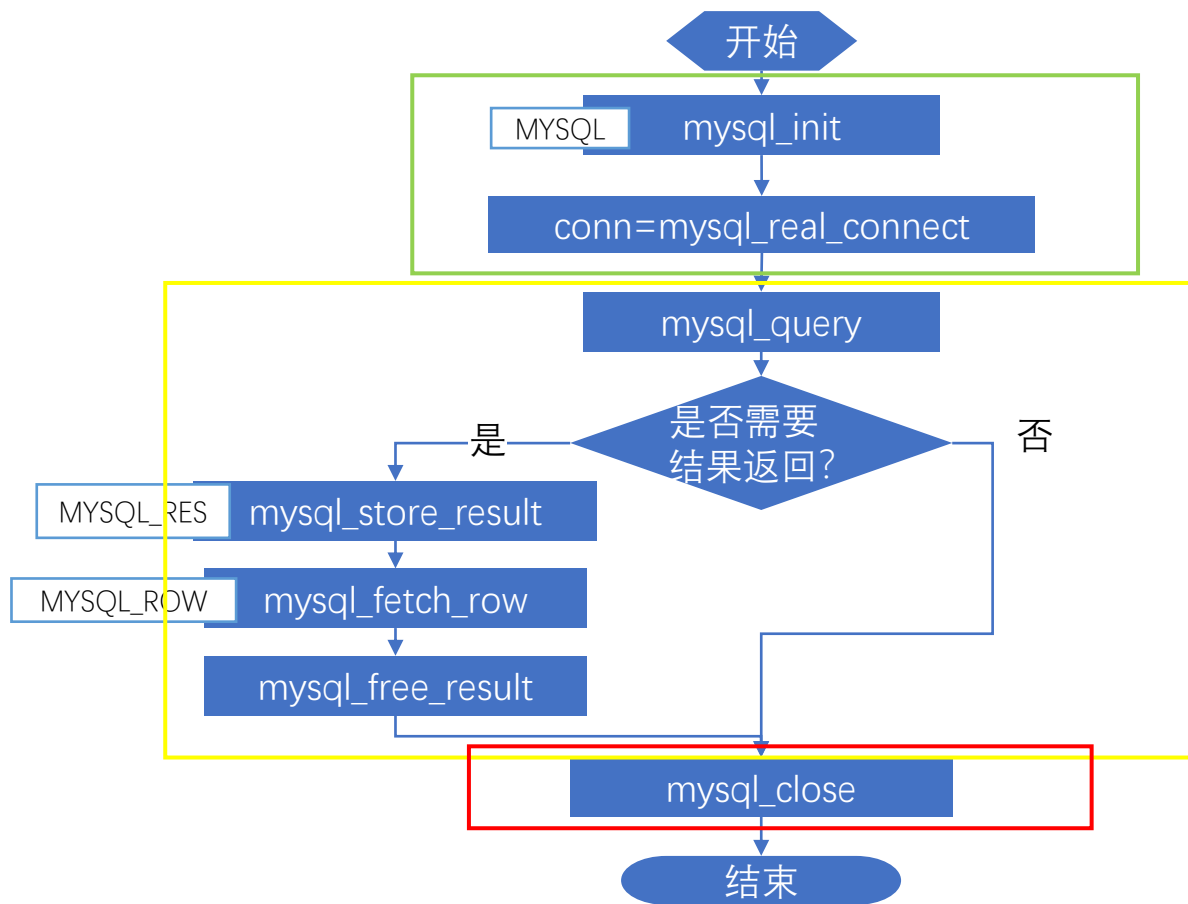 开始
MYSQL
mysql_init
conn=mysql_real_connect
mysql_query
是否需要
结果返回?
是
否
MYSQL_RES
mysql_store_result
MYSQL_ROW
mysql_fetch_row
mysql_free_result
mysql_close
结束